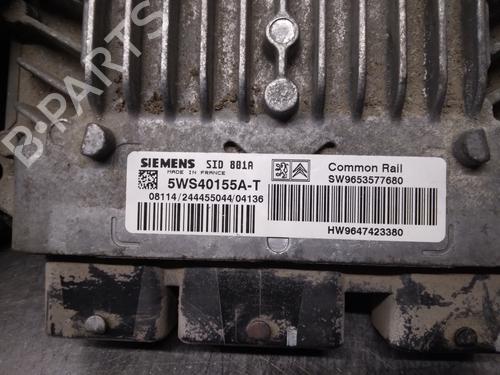 B-PARTS
SIEMENS SID 801A
MADE IN FRANCE
5WS40155A-T
08114/244455044/04136
Common Rail
SW9653577680
HW9647423380